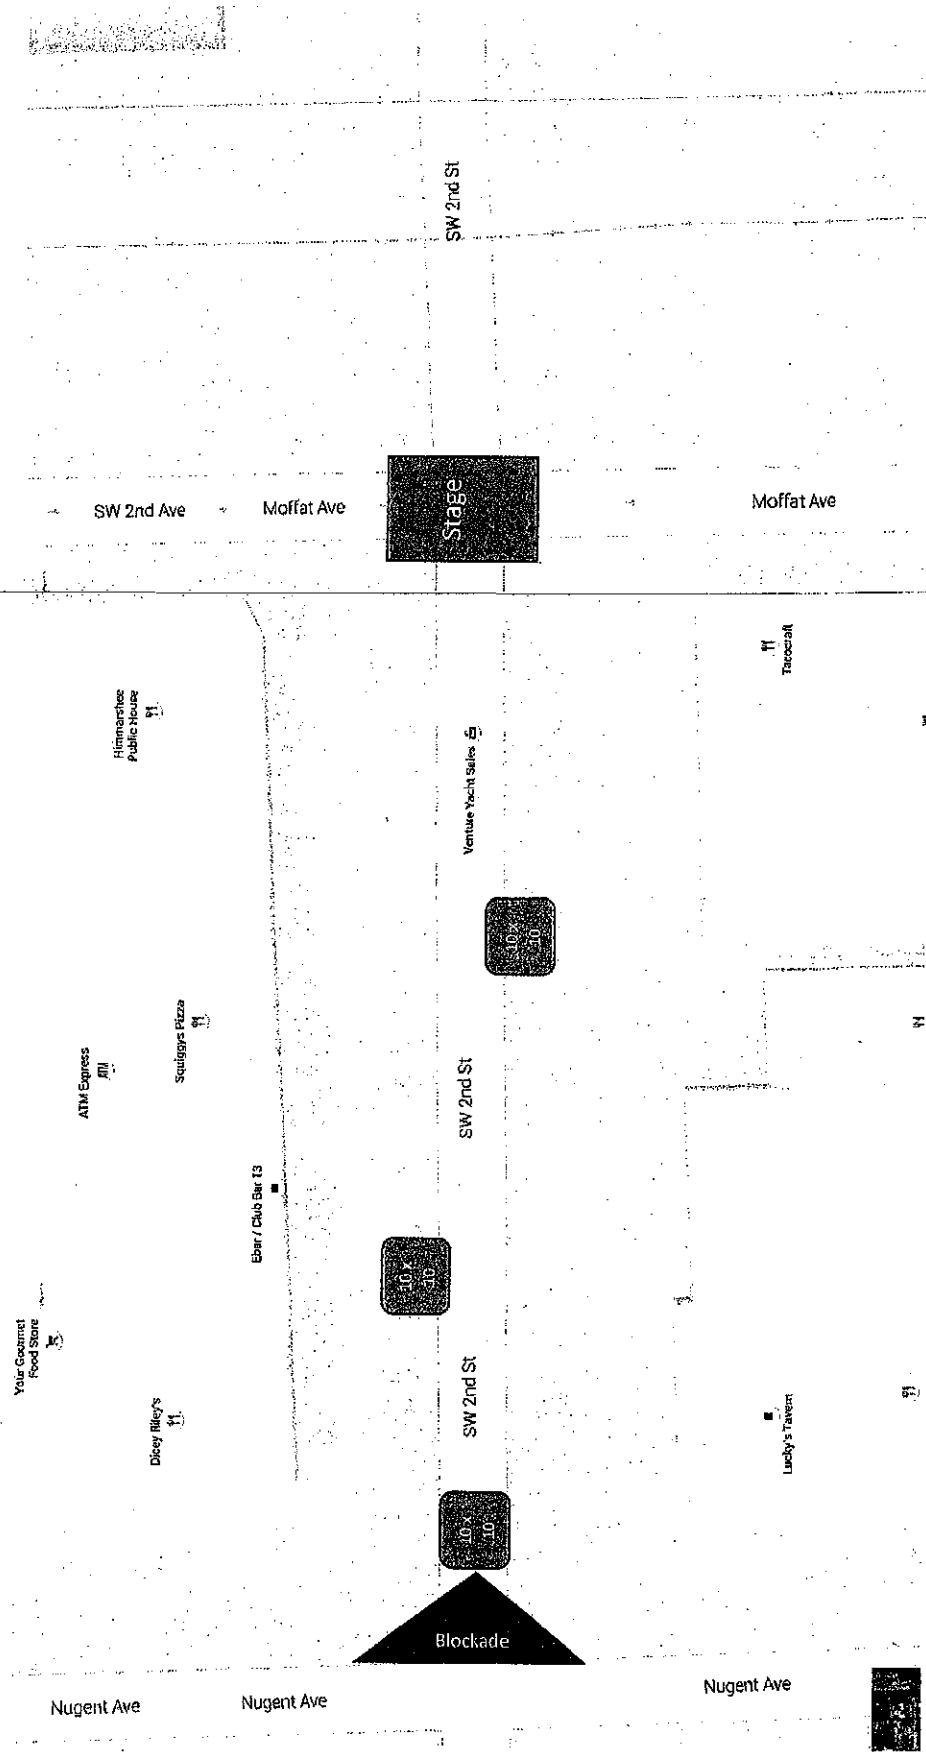 SW 2nd St
SW 2nd Ave
Moffat Ave
Stage
Moffat Ave
Tacocraft
Himmarshee
Public House
Venture Yacht Sales
10 x
10
Squiggys Pizza
ATM Express
ATM
SW 2nd St
Ebar / Club Bar 13
10 x
10
Your Gourmet
Food Store
SW 2nd St
Dicey Riley's
Lucky's Tavern
10 x
10
Blockade
Nugent Ave
Nugent Ave
Nugent Ave